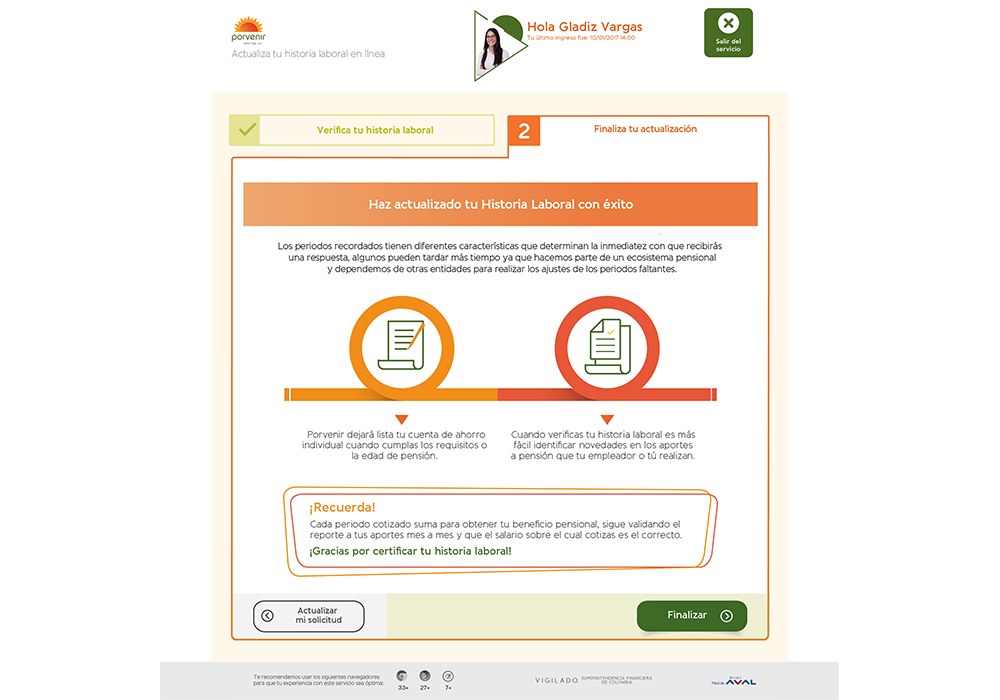 porvenir
Actualiza tu historia laboral en línea
Hola Gladiz Vargas
Tu último ingreso fue: 10/01/2017 14:00
Salir del
servicio
Verifica tu historia laboral
2
Finaliza tu actualización
Haz actualizado tu Historia Laboral con éxito
Los periodos recordados tienen diferentes características que determinan la inmediatez con que recibirás
una respuesta, algunos pueden tardar más tiempo ya que hacemos parte de un ecosistema pensional
y dependemos de otras entidades para realizar los ajustes de los periodos faltantes.
Porvenir dejará lista tu cuenta de ahorro
individual cuando cumplas los requisitos o
la edad de pensión.
Cuando verificas tu historia laboral es más
fácil identificar novedades en los aportes
a pensión que tu empleador o tú realizan.
¡Recuerda!
Cada periodo cotizado suma para obtener tu beneficio pensional, sigue validando el
reporte a tus aportes mes a mes y que el salario sobre el cual cotizas es el correcto.
¡Gracias por certificar tu historia laboral!
Actualizar
mi solicitud
Finalizar
Te recomendamos usar los siguientes navegadores
para que tu experiencia con este servicio sea óptima:
33+
27+
7+
VIGILADO
SUPERINTENDENCIA FINANCIERA
DE COLOMBIA
Filial de
Grupo
AVAL